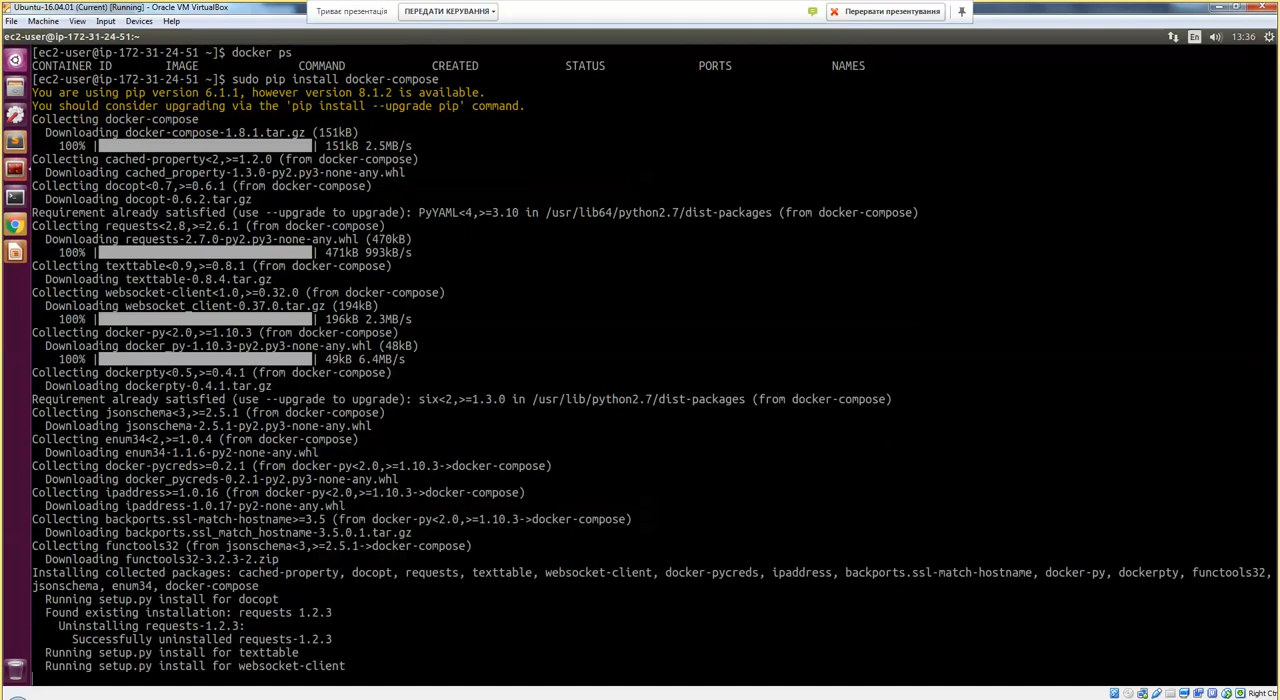 Ubuntu-16.04.01 (Current) [Running] - Oracle VM VirtualBox
Триває презентація
ПЕРЕДАТИ КЕРУВАННЯ
Перервати презентування
File Machine View Input Devices Help
ec2-user@ip-172-31-24-51:~
En 13:36
[ec2-user@ip-172-31-24-51 ~]$ docker ps
CONTAINER ID IMAGE COMMAND CREATED STATUS PORTS NAMES
[ec2-user@ip-172-31-24-51 ~]$ sudo pip install docker-compose
You are using pip version 6.1.1, however version 8.1.2 is available.
You should consider upgrading via the 'pip install --upgrade pip' command.
Collecting docker-compose
Downloading docker-compose-1.8.1.tar.gz (151kB)
100% | | 151kB 2.5MB/s
Collecting cached-property<2,>=1.2.0 (from docker-compose)
Downloading cached_property-1.3.0-py2.py3-none-any.whl
Collecting docopt<0.7,>=0.6.1 (from docker-compose)
Downloading docopt-0.6.2.tar.gz
Requirement already satisfied (use --upgrade to upgrade): PyYAML<4,>=3.10 in /usr/lib64/python2.7/dist-packages (from docker-compose)
Collecting requests<2.8,>=2.6.1 (from docker-compose)
Downloading requests-2.7.0-py2.py3-none-any.whl (470kB)
100% | | 471kB 993kB/s
Collecting texttable<0.9,>=0.8.1 (from docker-compose)
Downloading texttable-0.8.4.tar.gz
Collecting websocket-client<1.0,>=0.32.0 (from docker-compose)
Downloading websocket_client-0.37.0.tar.gz (194kB)
100% | | 196kB 2.3MB/s
Collecting docker-py<2.0,>=1.10.3 (from docker-compose)
Downloading docker_py-1.10.3-py2.py3-none-any.whl (48kB)
100% | | 49kB 6.4MB/s
Collecting dockerpty<0.5,>=0.4.1 (from docker-compose)
Downloading dockerpty-0.4.1.tar.gz
Requirement already satisfied (use --upgrade to upgrade): six<2,>=1.3.0 in /usr/lib/python2.7/dist-packages (from docker-compose)
Collecting jsonschema<3,>=2.5.1 (from docker-compose)
Downloading jsonschema-2.5.1-py2.py3-none-any.whl
Collecting enum34<2,>=1.0.4 (from docker-compose)
Downloading enum34-1.1.6-py2-none-any.whl
Collecting docker-pycreds>=0.2.1 (from docker-py<2.0,>=1.10.3->docker-compose)
Downloading docker_pycreds-0.2.1-py2.py3-none-any.whl
Collecting ipaddress>=1.0.16 (from docker-py<2.0,>=1.10.3->docker-compose)
Downloading ipaddress-1.0.17-py2-none-any.whl
Collecting backports.ssl-match-hostname>=3.5 (from docker-py<2.0,>=1.10.3->docker-compose)
Downloading backports.ssl_match_hostname-3.5.0.1.tar.gz
Collecting functools32 (from jsonschema<3,>=2.5.1->docker-compose)
Downloading functools32-3.2.3-2.zip
Installing collected packages: cached-property, docopt, requests, texttable, websocket-client, docker-pycreds, ipaddress, backports.ssl-match-hostname, docker-py, dockerpty, functools32,
jsonschema, enum34, docker-compose
Running setup.py install for docopt
Found existing installation: requests 1.2.3
Uninstalling requests-1.2.3:
Successfully uninstalled requests-1.2.3
Running setup.py install for texttable
Running setup.py install for websocket-client
Right Ctrl